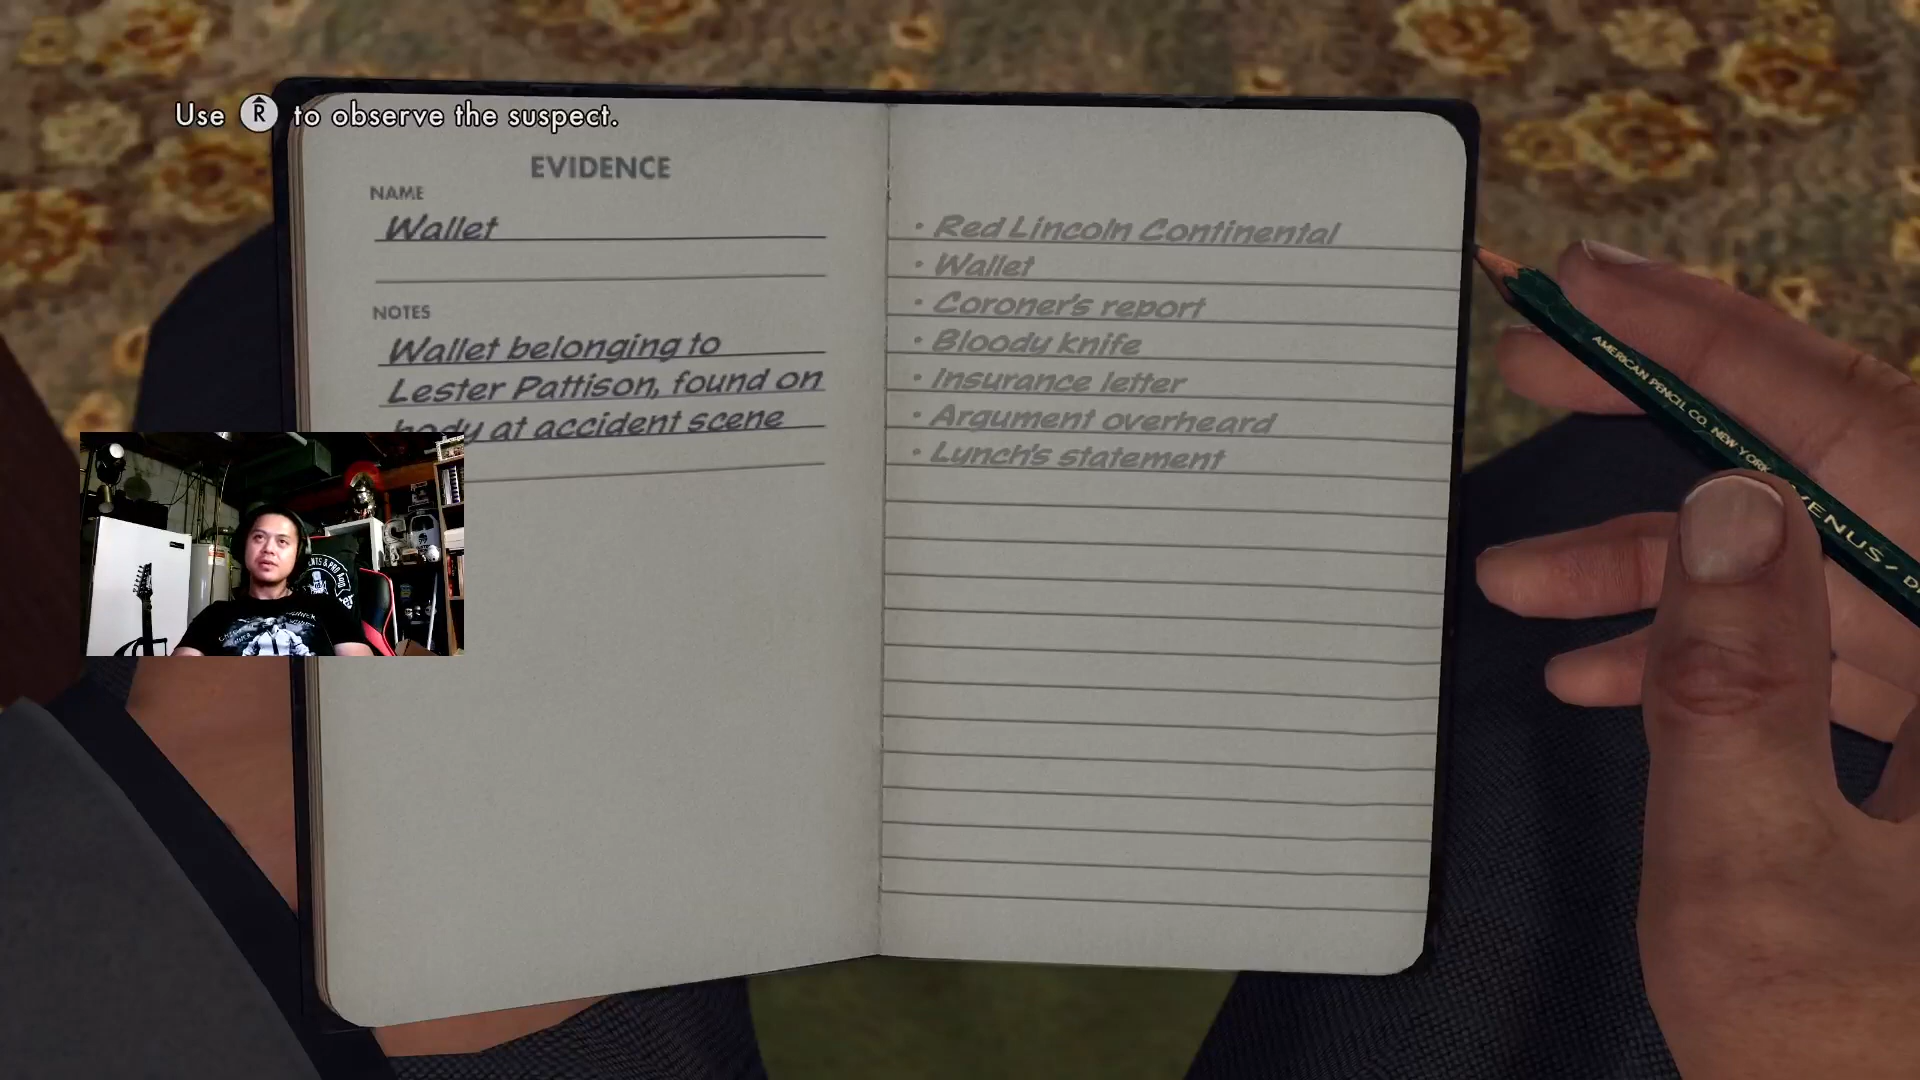 Use R to observe the suspect.
EVIDENCE
NAME
Wallet
NOTES
Wallet belonging to
Lester Pattison, found on
body at accident scene
• Red Lincoln Continental
• Wallet
• Coroner's report
• Bloody knife
• Insurance letter
• Argument overheard
• Lynch's statement
AMERICAN PENCIL CO. NEW YORK
VENUS